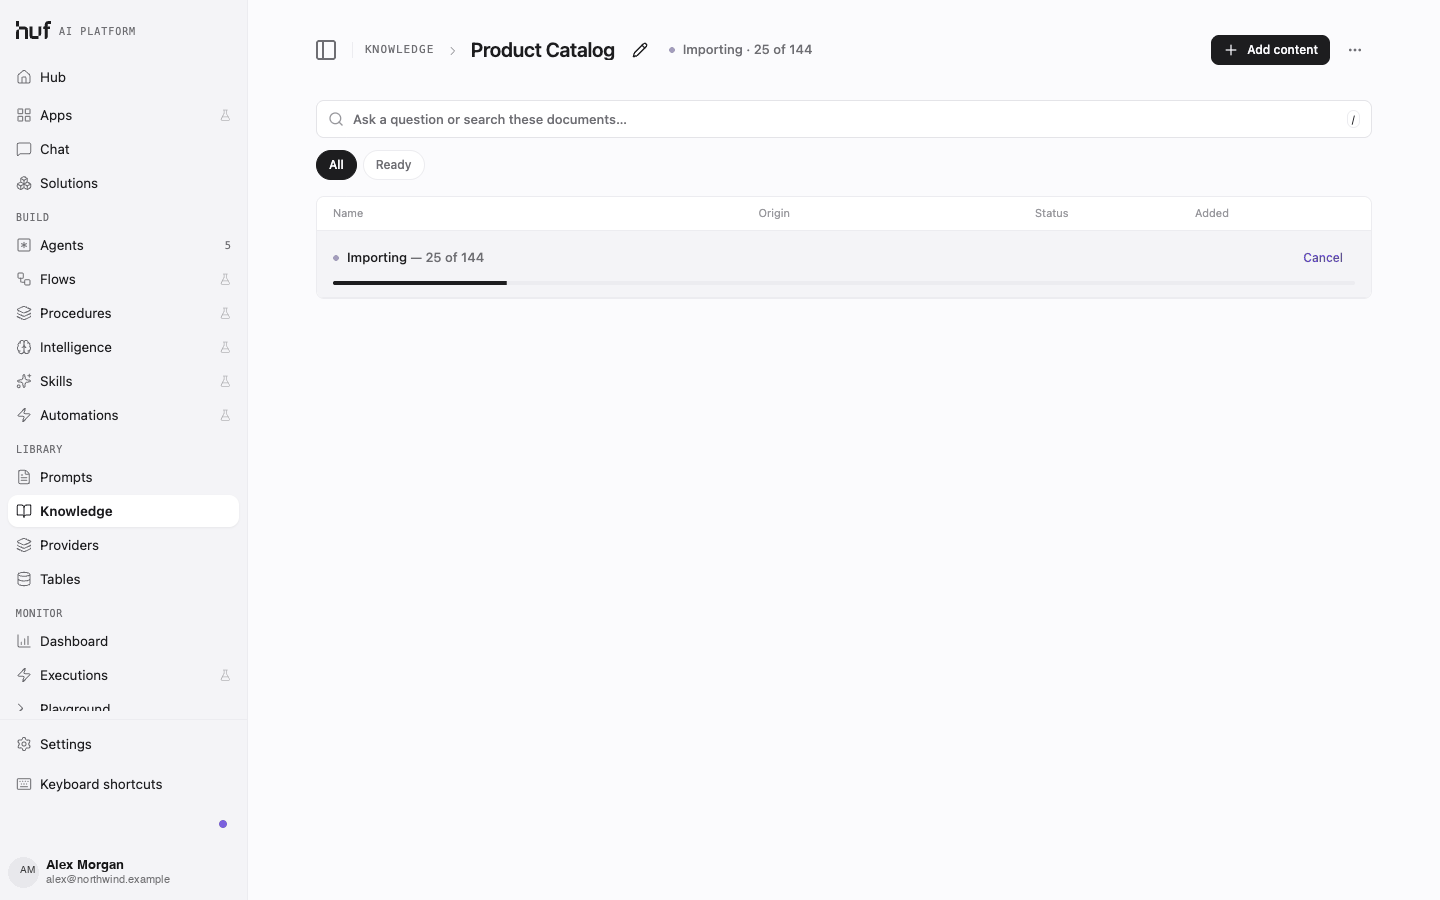 huf AI PLATFORM
Hub
Apps
Chat
Solutions
BUILD
Agents 5
Flows
Procedures
Intelligence
Skills
Automations
LIBRARY
Prompts
Knowledge
Providers
Tables
MONITOR
Dashboard
Executions
Playground
Settings
Keyboard shortcuts
AM
Alex Morgan
alex@northwind.example
KNOWLEDGE > Product Catalog Importing · 25 of 144
+ Add content
Ask a question or search these documents... /
All Ready
Name Origin Status Added
Importing — 25 of 144 Cancel